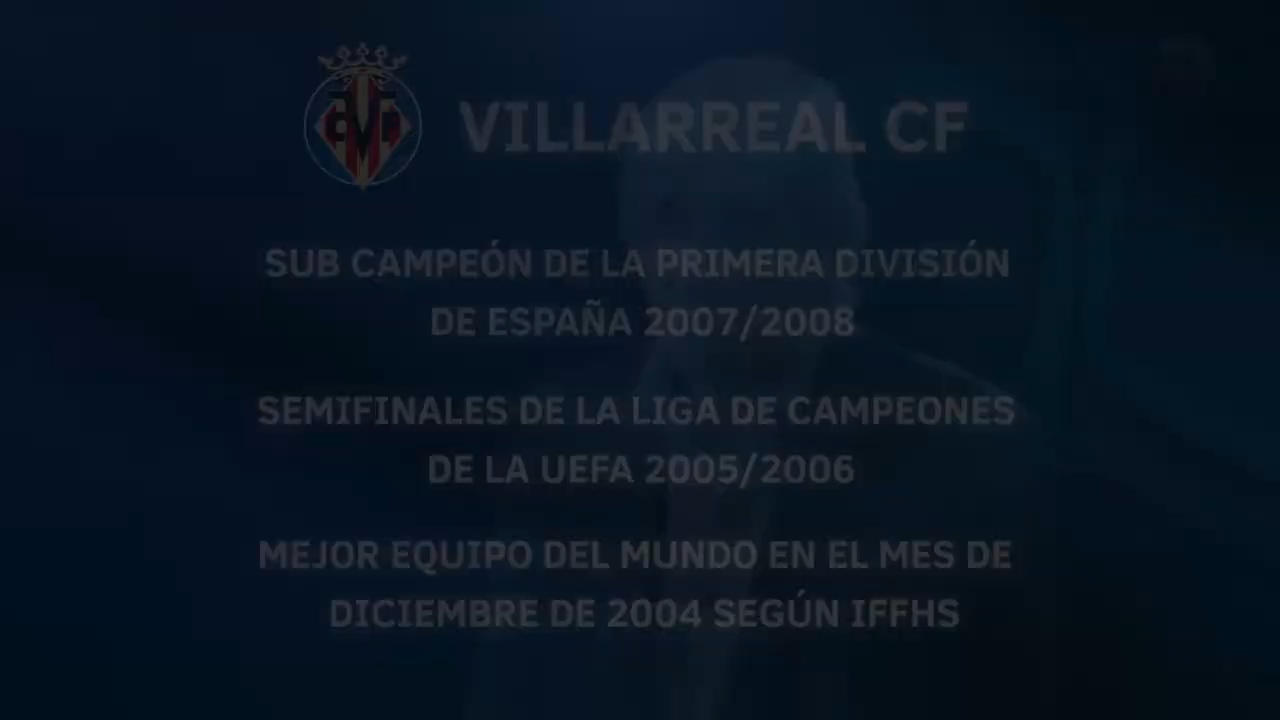 VILLARREAL CF
SUB CAMPEÓN DE LA PRIMERA DIVISIÓN
DE ESPAÑA 2007/2008
SEMIFINALES DE LA LIGA DE CAMPEONES
DE LA UEFA 2005/2006
MEJOR EQUIPO DEL MUNDO EN EL MES DE
DICIEMBRE DE 2004 SEGÚN IFFHS